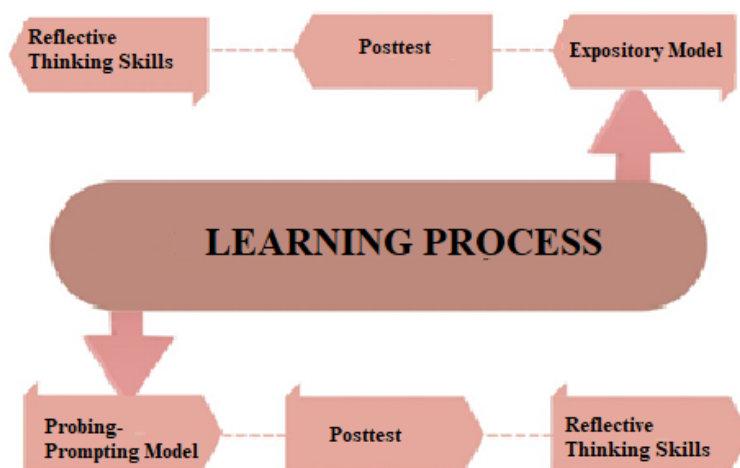 Reflective
Thinking Skills
Posttest
Expository Model
LEARNING PROCESS
Probing-
Prompting Model
Posttest
Reflective
Thinking Skills